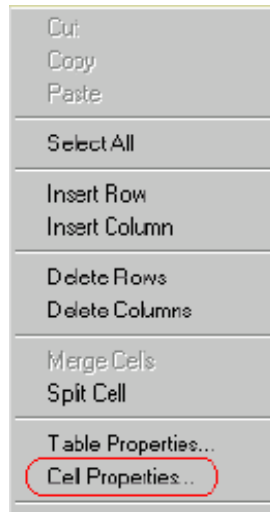 Cut
Copy
Paste
Select All
Insert Row
Insert Column
Delete Rows
Delete Columns
Merge Cells
Split Cell
Table Properties...
Cell Properties...